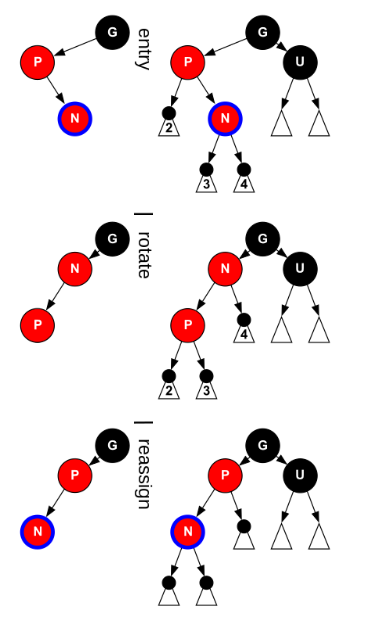 G G
P entry P U
N 2 N
3 4
G G
N rotate N U
P P 4
2 3
G G
P reassign P U
N N